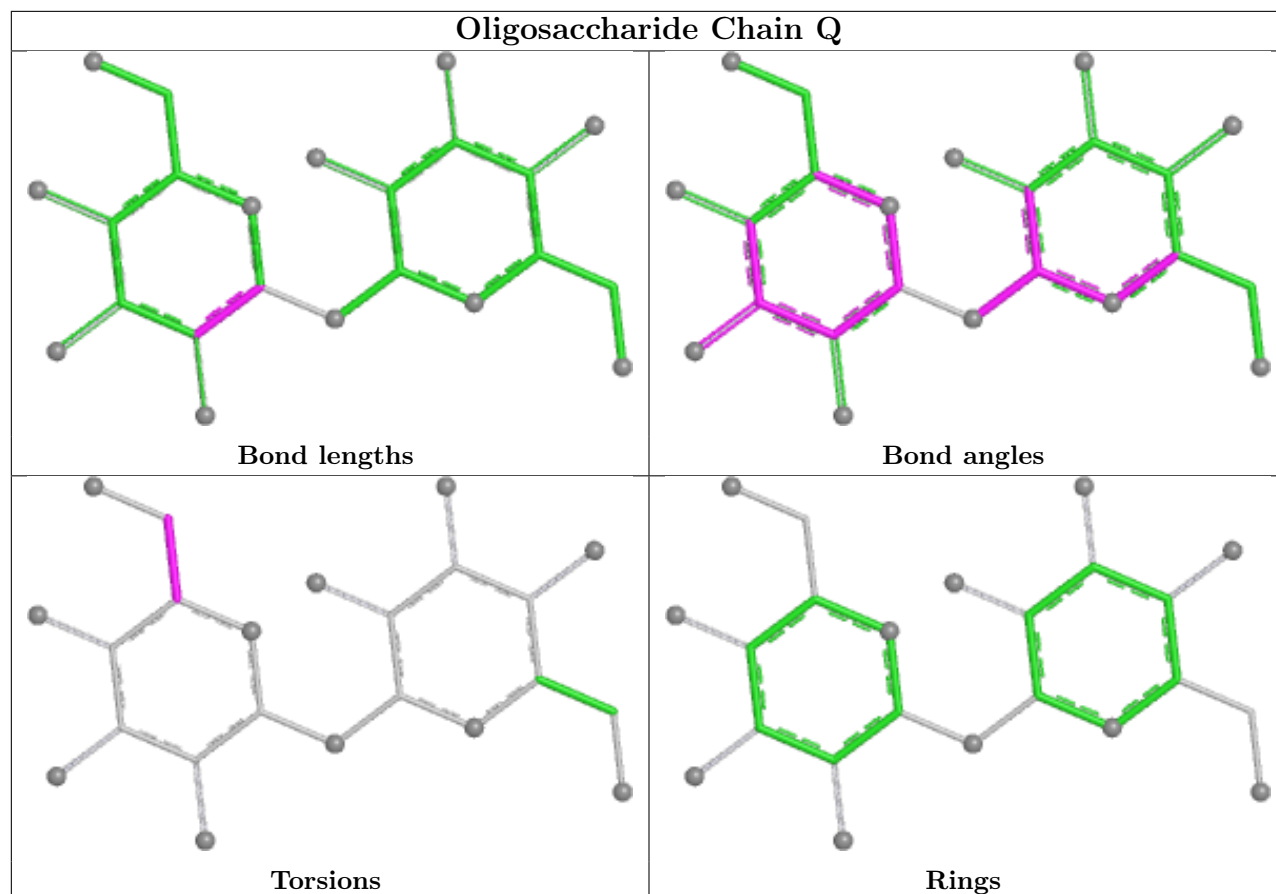 Oligosaccharide Chain Q
Bond lengths
Bond angles
Torsions
Rings